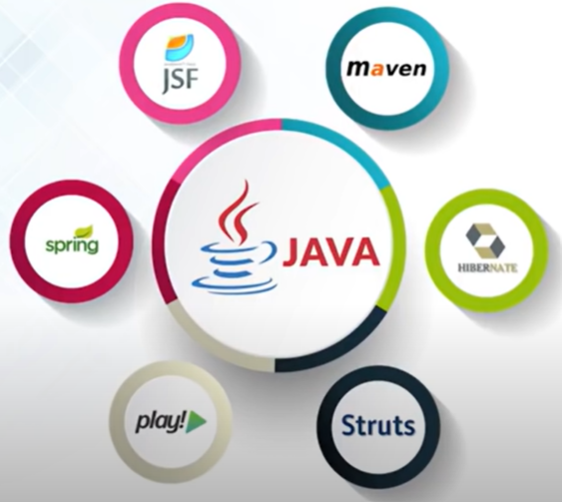 JSF
maven
spring
JAVA
HIBERNATE
play!
Struts